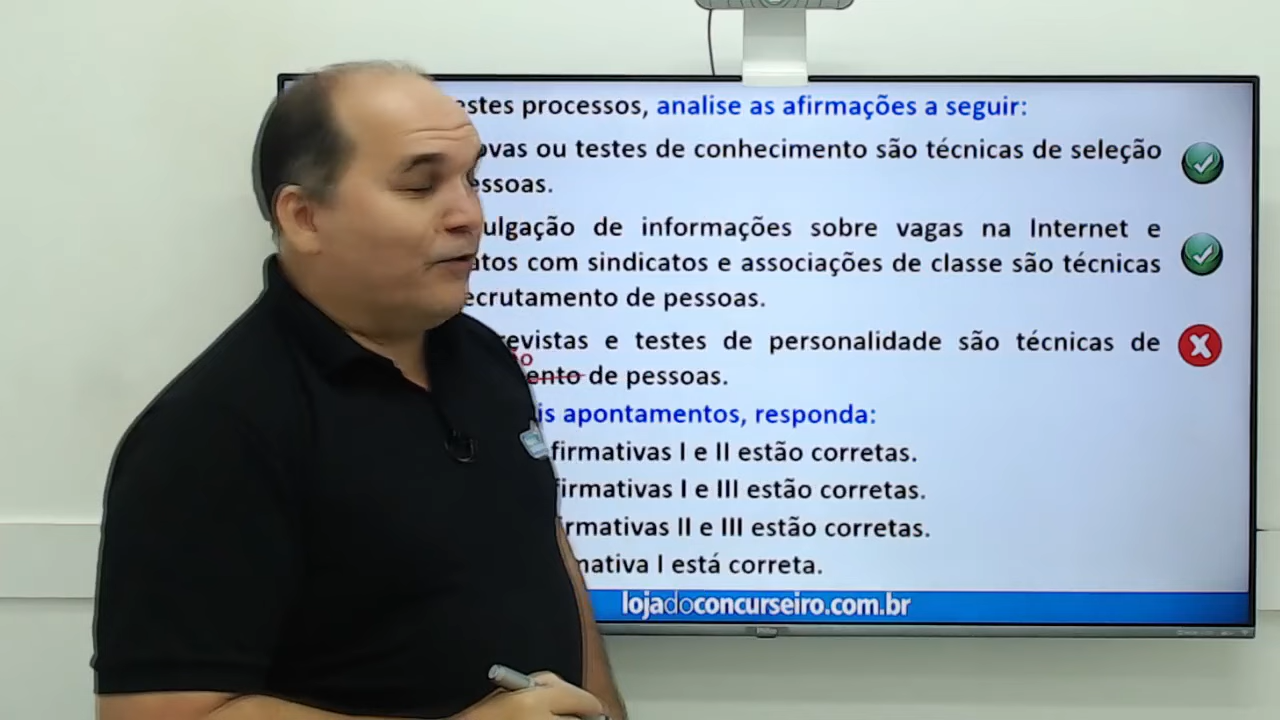 estes processos, analise as afirmações a seguir:
ovas ou testes de conhecimento são técnicas de seleção
essoas.
ulgação de informações sobre vagas na Internet e
atos com sindicatos e associações de classe são técnicas
ecrutamento de pessoas.
revistas e testes de personalidade são técnicas de
ão
ento de pessoas.
is apontamentos, responda:
firmativas I e II estão corretas.
firmativas I e III estão corretas.
irmativas II e III estão corretas.
mativa I está correta.
lojadoconcurseiro.com.br